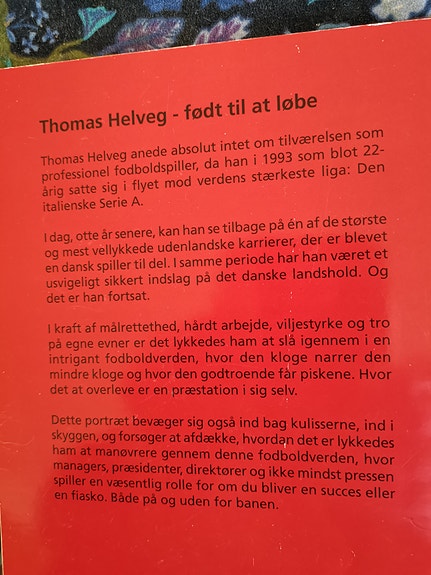 Thomas Helveg - født til at løbe
Thomas Helveg anede absolut intet om tilværelsen som
professionel fodboldspiller, da han i 1993 som blot 22-
årig satte sig i flyet mod verdens stærkeste liga: Den
italienske Serie A.
I dag, otte år senere, kan han se tilbage på én af de største
og mest vellykkede udenlandske karrierer, der er blevet
en dansk spiller til del. I samme periode har han været et
usvigeligt sikkert indslag på det danske landshold. Og
det er han fortsat.
I kraft af målrettethed, hårdt arbejde, viljestyrke og tro
på egne evner er det lykkedes ham at slå igennem i en
intrigant fodboldverden, hvor den kloge narrer den
mindre kloge og hvor den godtroende får piskene. Hvor
det at overleve er en præstation i sig selv.
Dette portræt bevæger sig også ind bag kulisserne, ind i
skyggen, og forsøger at afdække, hvordan det er lykkedes
ham at manøvrere gennem denne fodboldverden, hvor
managers, præsidenter, direktører og ikke mindst pressen
spiller en væsentlig rolle for om du bliver en succes eller
en fiasko. Både på og uden for banen.